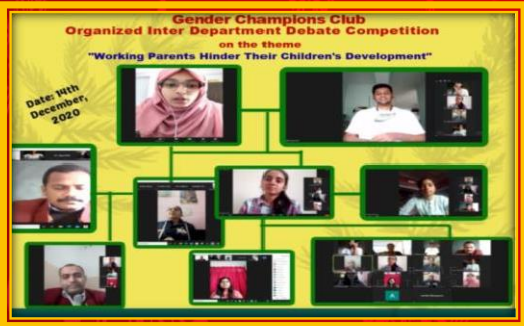 Gender Champions Club
Organized Inter Department Debate Competition
on the theme
"Working Parents Hinder Their Children's Development"
Date: 14th
December,
2020